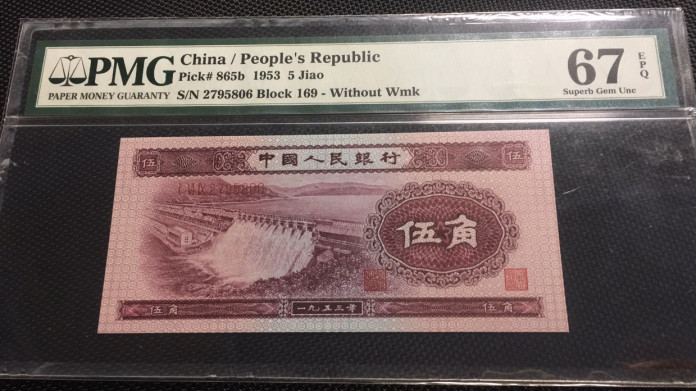 PMG
PAPER MONEY GUARANTY
China / People's Republic
Pick# 865b 1953 5 Jiao
S/N 2795806 Block 169 - Without Wmk
67 EPQ
Superb Gem Unc
伍 中國人民銀行 伍
2795806
伍角
伍角 一九五三年 伍角